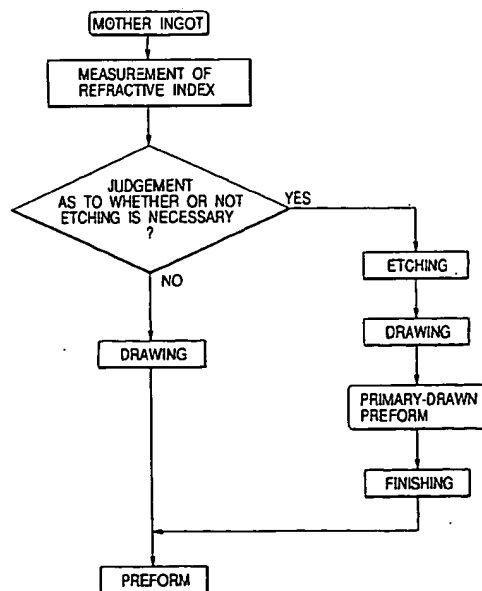 MOTHER INGOT
MEASUREMENT OF
REFRACTIVE INDEX
JUDGEMENT
AS TO WHETHER OR NOT
ETCHING IS NECESSARY
?
YES
NO
ETCHING
DRAWING
DRAWING
PRIMARY-DRAWN
PREFORM
FINISHING
PREFORM